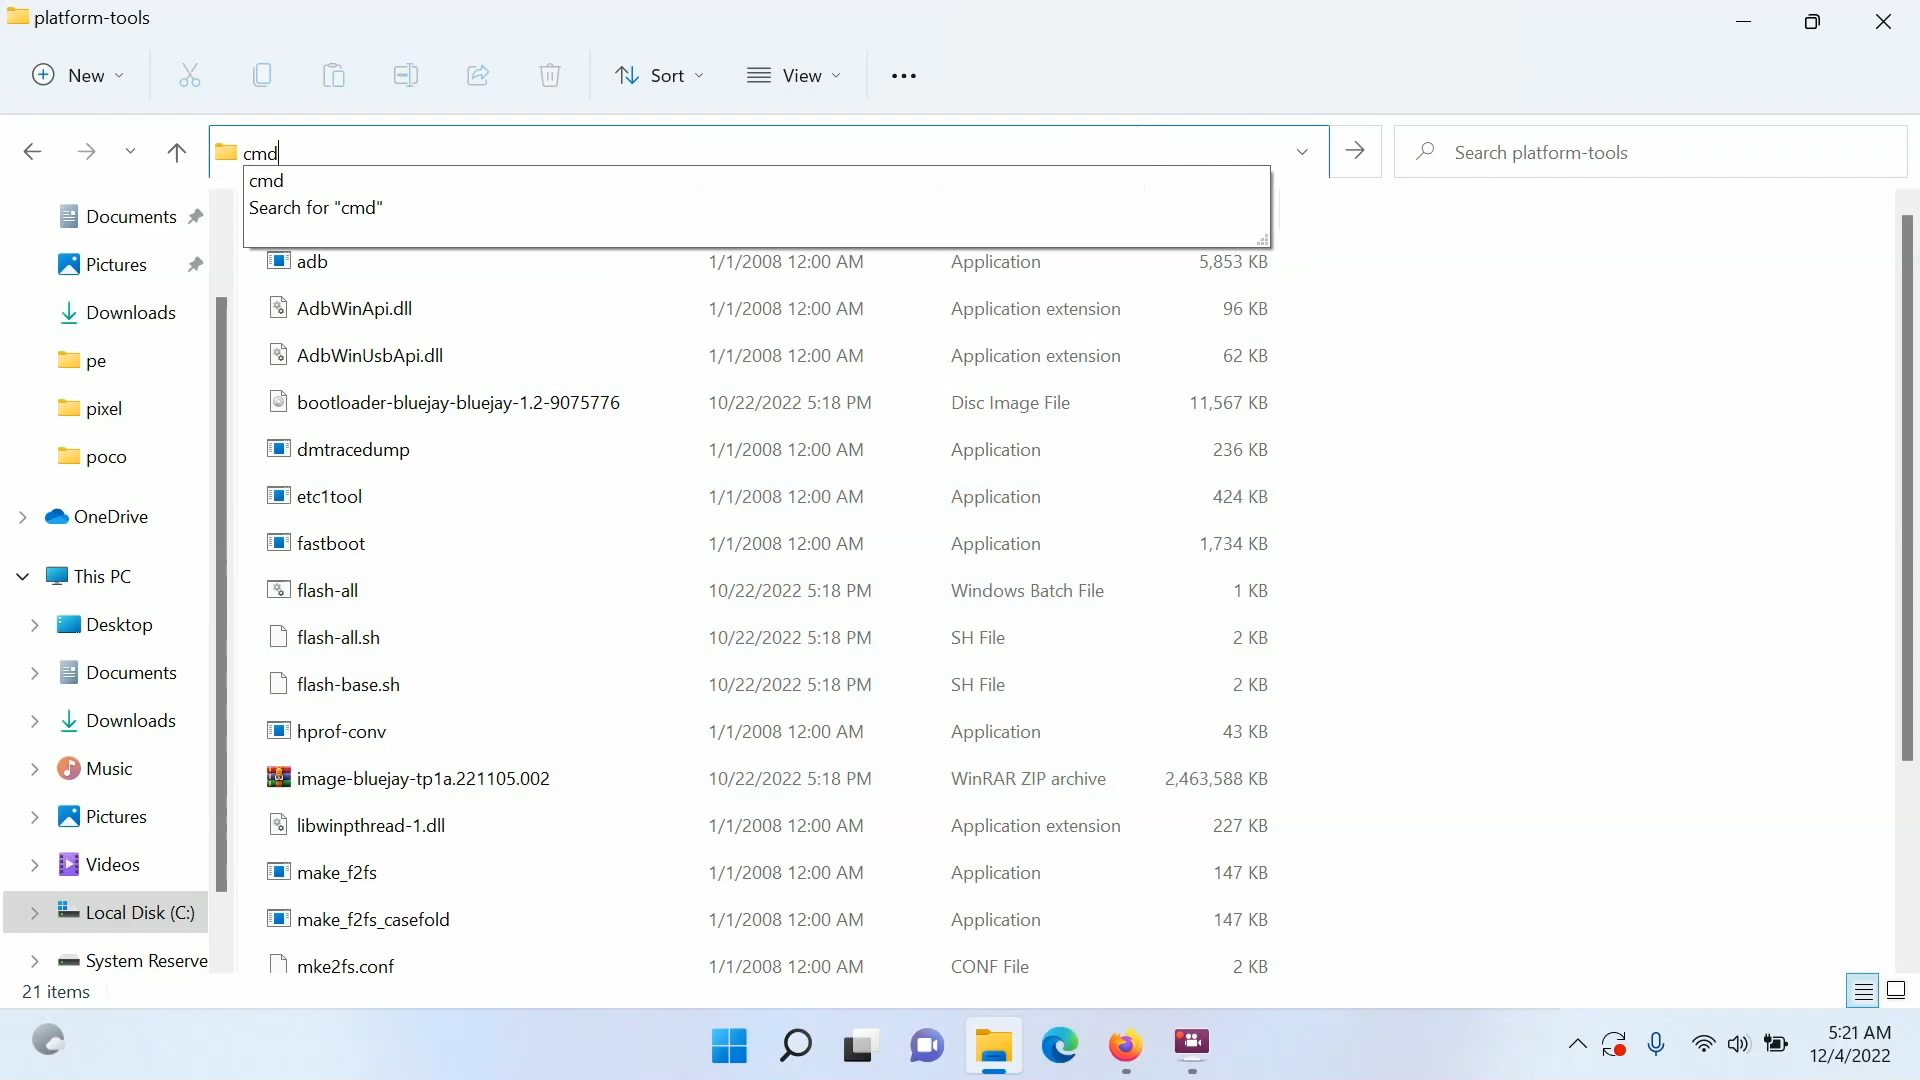 platform-tools
New
Sort
View
cmd
Search platform-tools
cmd
Search for "cmd"
Documents
Pictures
Downloads
pe
pixel
poco
OneDrive
This PC
Desktop
Documents
Downloads
Music
Pictures
Videos
Local Disk (C:)
System Reserve
adb 1/1/2008 12:00 AM Application 5,853 KB
AdbWinApi.dll 1/1/2008 12:00 AM Application extension 96 KB
AdbWinUsbApi.dll 1/1/2008 12:00 AM Application extension 62 KB
bootloader-bluejay-bluejay-1.2-9075776 10/22/2022 5:18 PM Disc Image File 11,567 KB
dmtracedump 1/1/2008 12:00 AM Application 236 KB
etc1tool 1/1/2008 12:00 AM Application 424 KB
fastboot 1/1/2008 12:00 AM Application 1,734 KB
flash-all 10/22/2022 5:18 PM Windows Batch File 1 KB
flash-all.sh 10/22/2022 5:18 PM SH File 2 KB
flash-base.sh 10/22/2022 5:18 PM SH File 2 KB
hprof-conv 1/1/2008 12:00 AM Application 43 KB
image-bluejay-tp1a.221105.002 10/22/2022 5:18 PM WinRAR ZIP archive 2,463,588 KB
libwinpthread-1.dll 1/1/2008 12:00 AM Application extension 227 KB
make_f2fs 1/1/2008 12:00 AM Application 147 KB
make_f2fs_casefold 1/1/2008 12:00 AM Application 147 KB
mke2fs.conf 1/1/2008 12:00 AM CONF File 2 KB
21 items
5:21 AM
12/4/2022